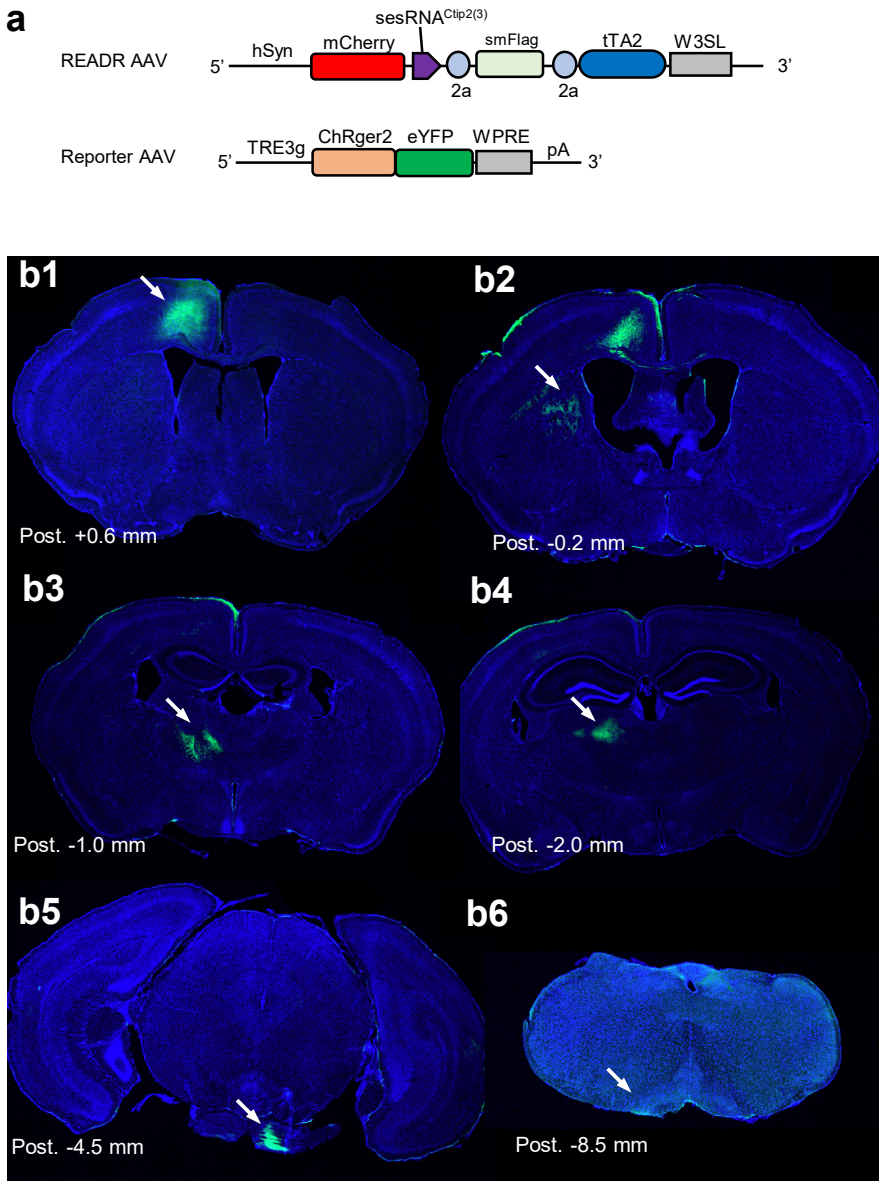 a
sesRNA^Ctip2(3)
READR AAV
5’
hSyn
mCherry
2a
smFlag
2a
tTA2
W3SL
3’
Reporter AAV
5’
TRE3g
ChRger2
eYFP
WPRE
pA
3’
b1
Post. +0.6 mm
b2
Post. -0.2 mm
b3
Post. -1.0 mm
b4
Post. -2.0 mm
b5
Post. -4.5 mm
b6
Post. -8.5 mm